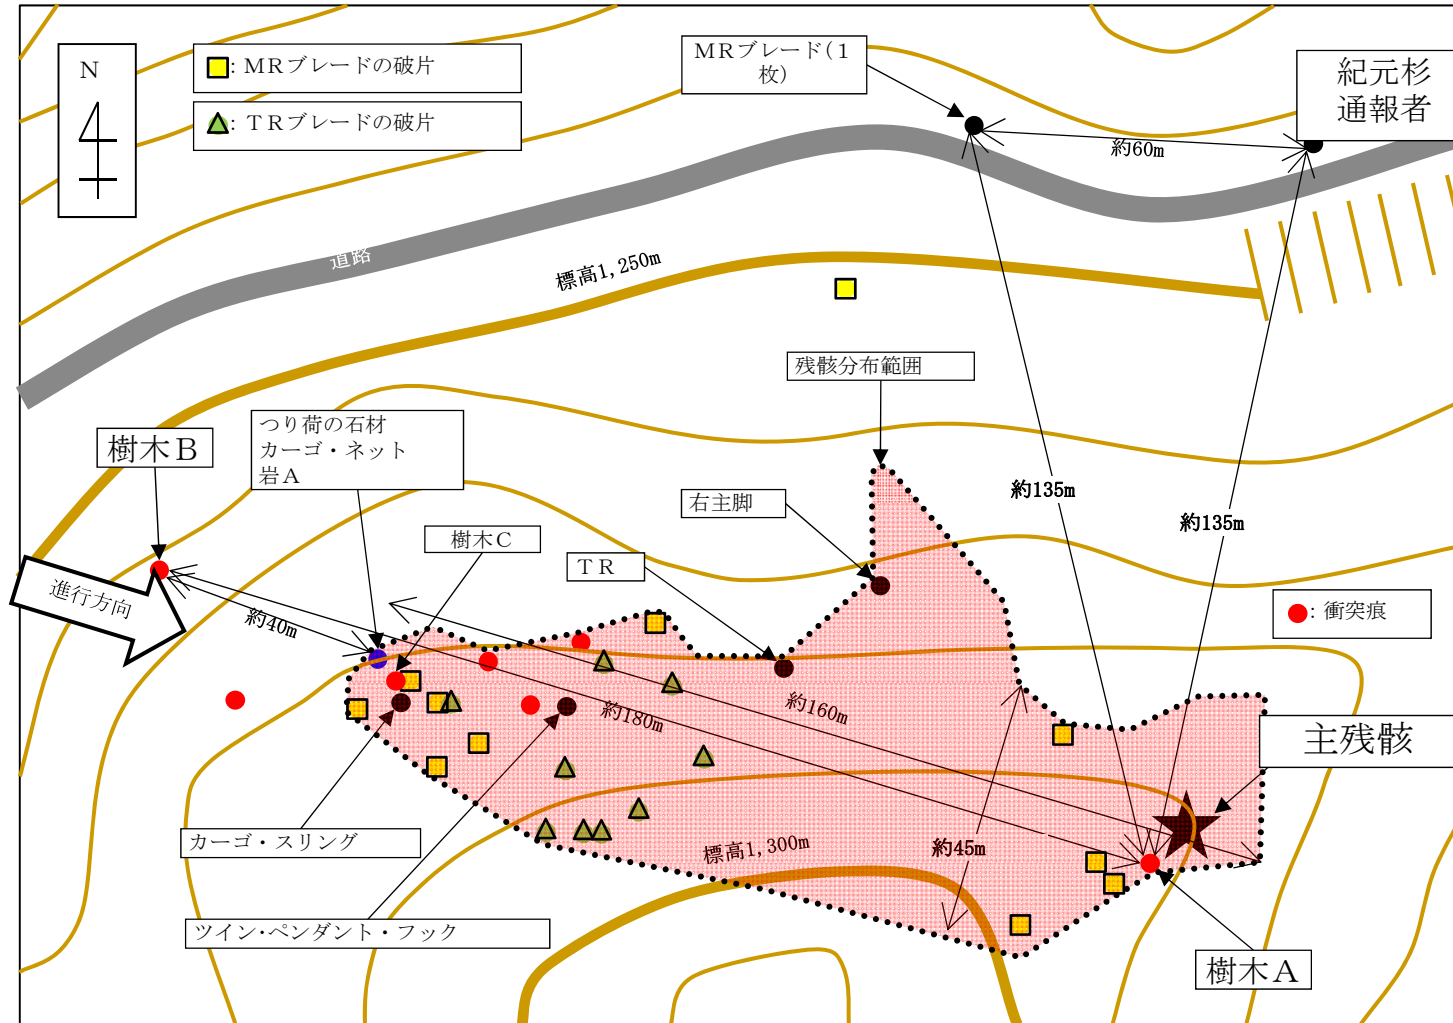 N
：ＭＲブレードの破片
：ＴＲブレードの破片
ＭＲブレード（１
枚）
紀元杉
通報者
約60m
道路
標高1,250m
残骸分布範囲
つり荷の石材
カーゴ・ネット
岩Ａ
樹木Ｂ
右主脚
約135m
約135m
樹木Ｃ
ＴＲ
進行方向
約40m
：衝突痕
約180m
約160m
主残骸
カーゴ・スリング
標高1,300m
約45m
ツイン・ペンダント・フック
樹木Ａ